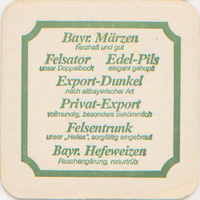 Bayr. Märzen
herzhaft und gut
Felsator Edel-Pils
unser Doppelbock elegant gehopft
Export-Dunkel
nach altbayerischer Art
Privat-Export
vollmundig, besonders bekömmlich
Felsentrunk
unser „Helles", sorgfältig eingebraut
Bayr. Hefeweizen
Flaschengärung, naturtrüb